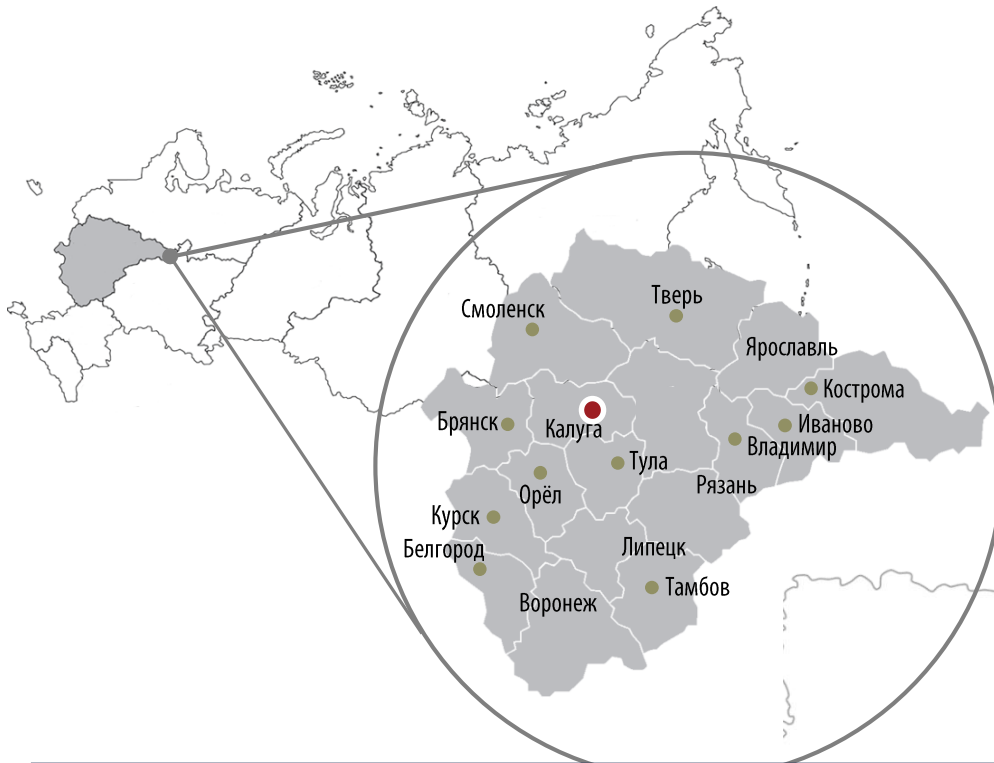 Тверь
Смоленск
Ярославль
Кострома
Брянск
Калуга
Иваново
Владимир
Тула
Рязань
Орёл
Курск
Белгород
Липецк
Тамбов
Воронеж